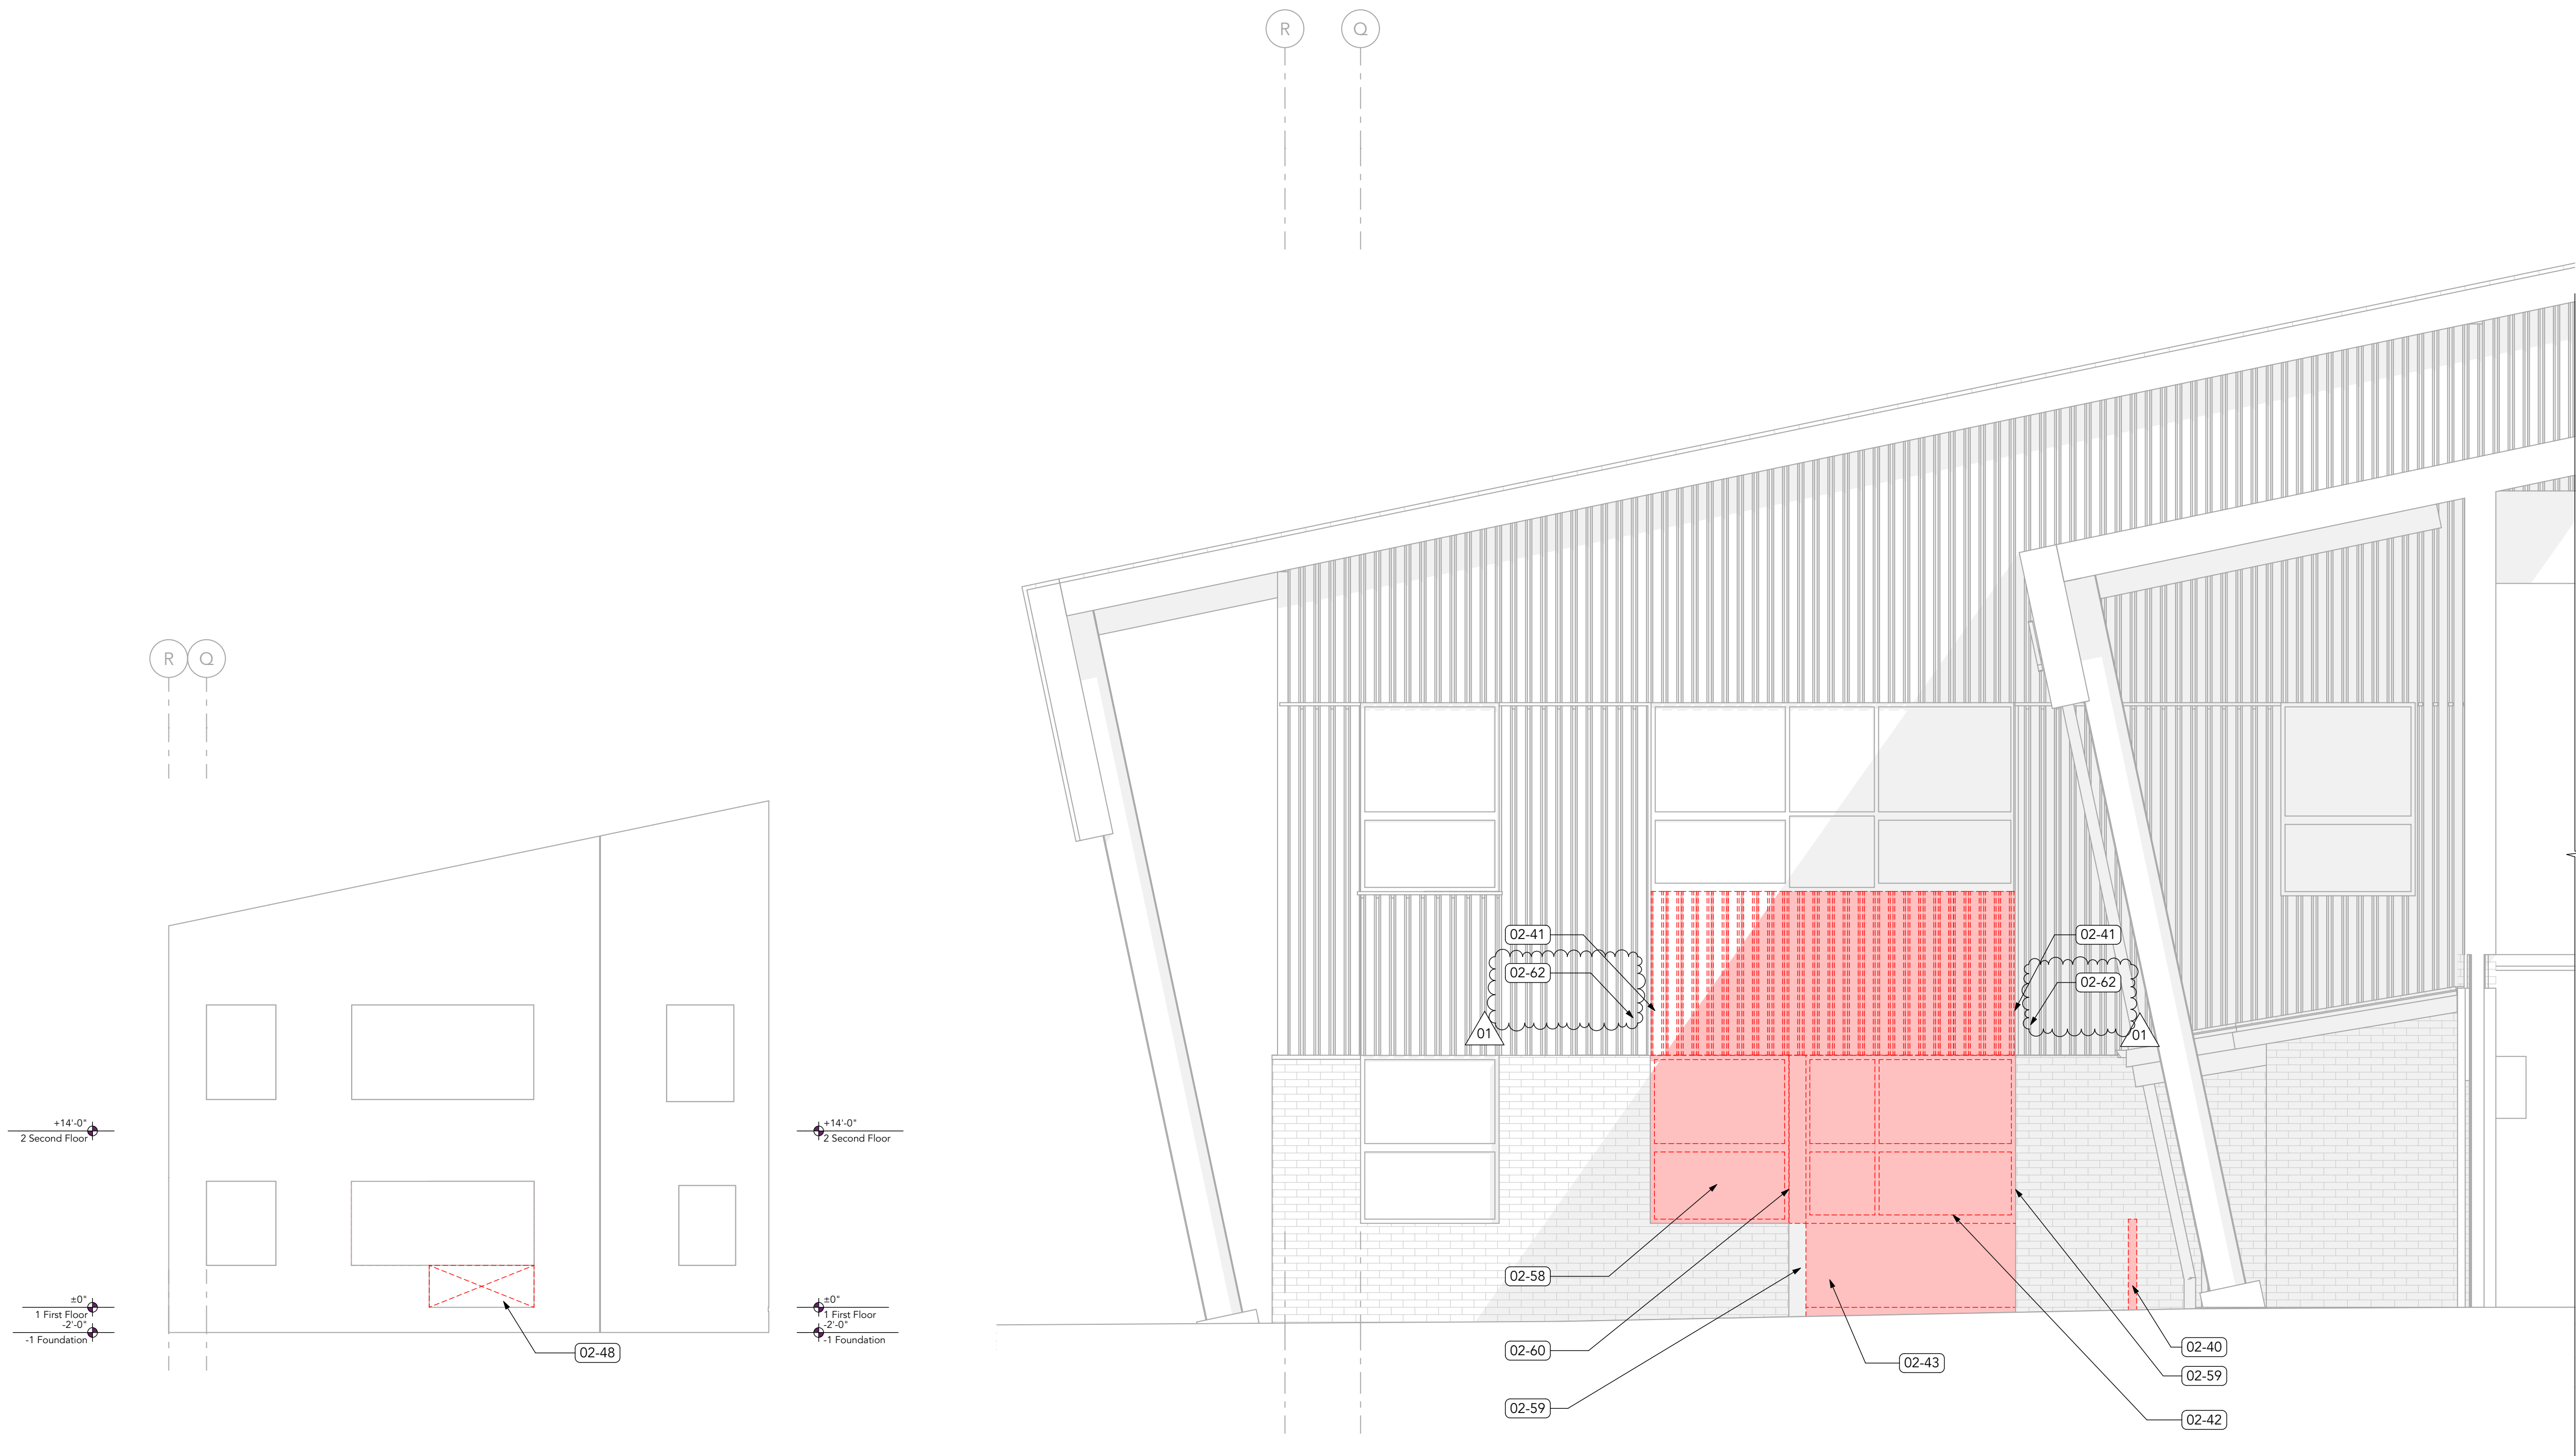 R
Q
R Q
02-41
02-41
02-62
02-62
01
01
+14'-0"
2 Second Floor
+14'-0"
2 Second Floor
02-58
±0"
1 First Floor
-2'-0"
-1 Foundation
±0"
1 First Floor
-2'-0"
-1 Foundation
02-48
02-60
02-43
02-40
02-59
02-59
02-42